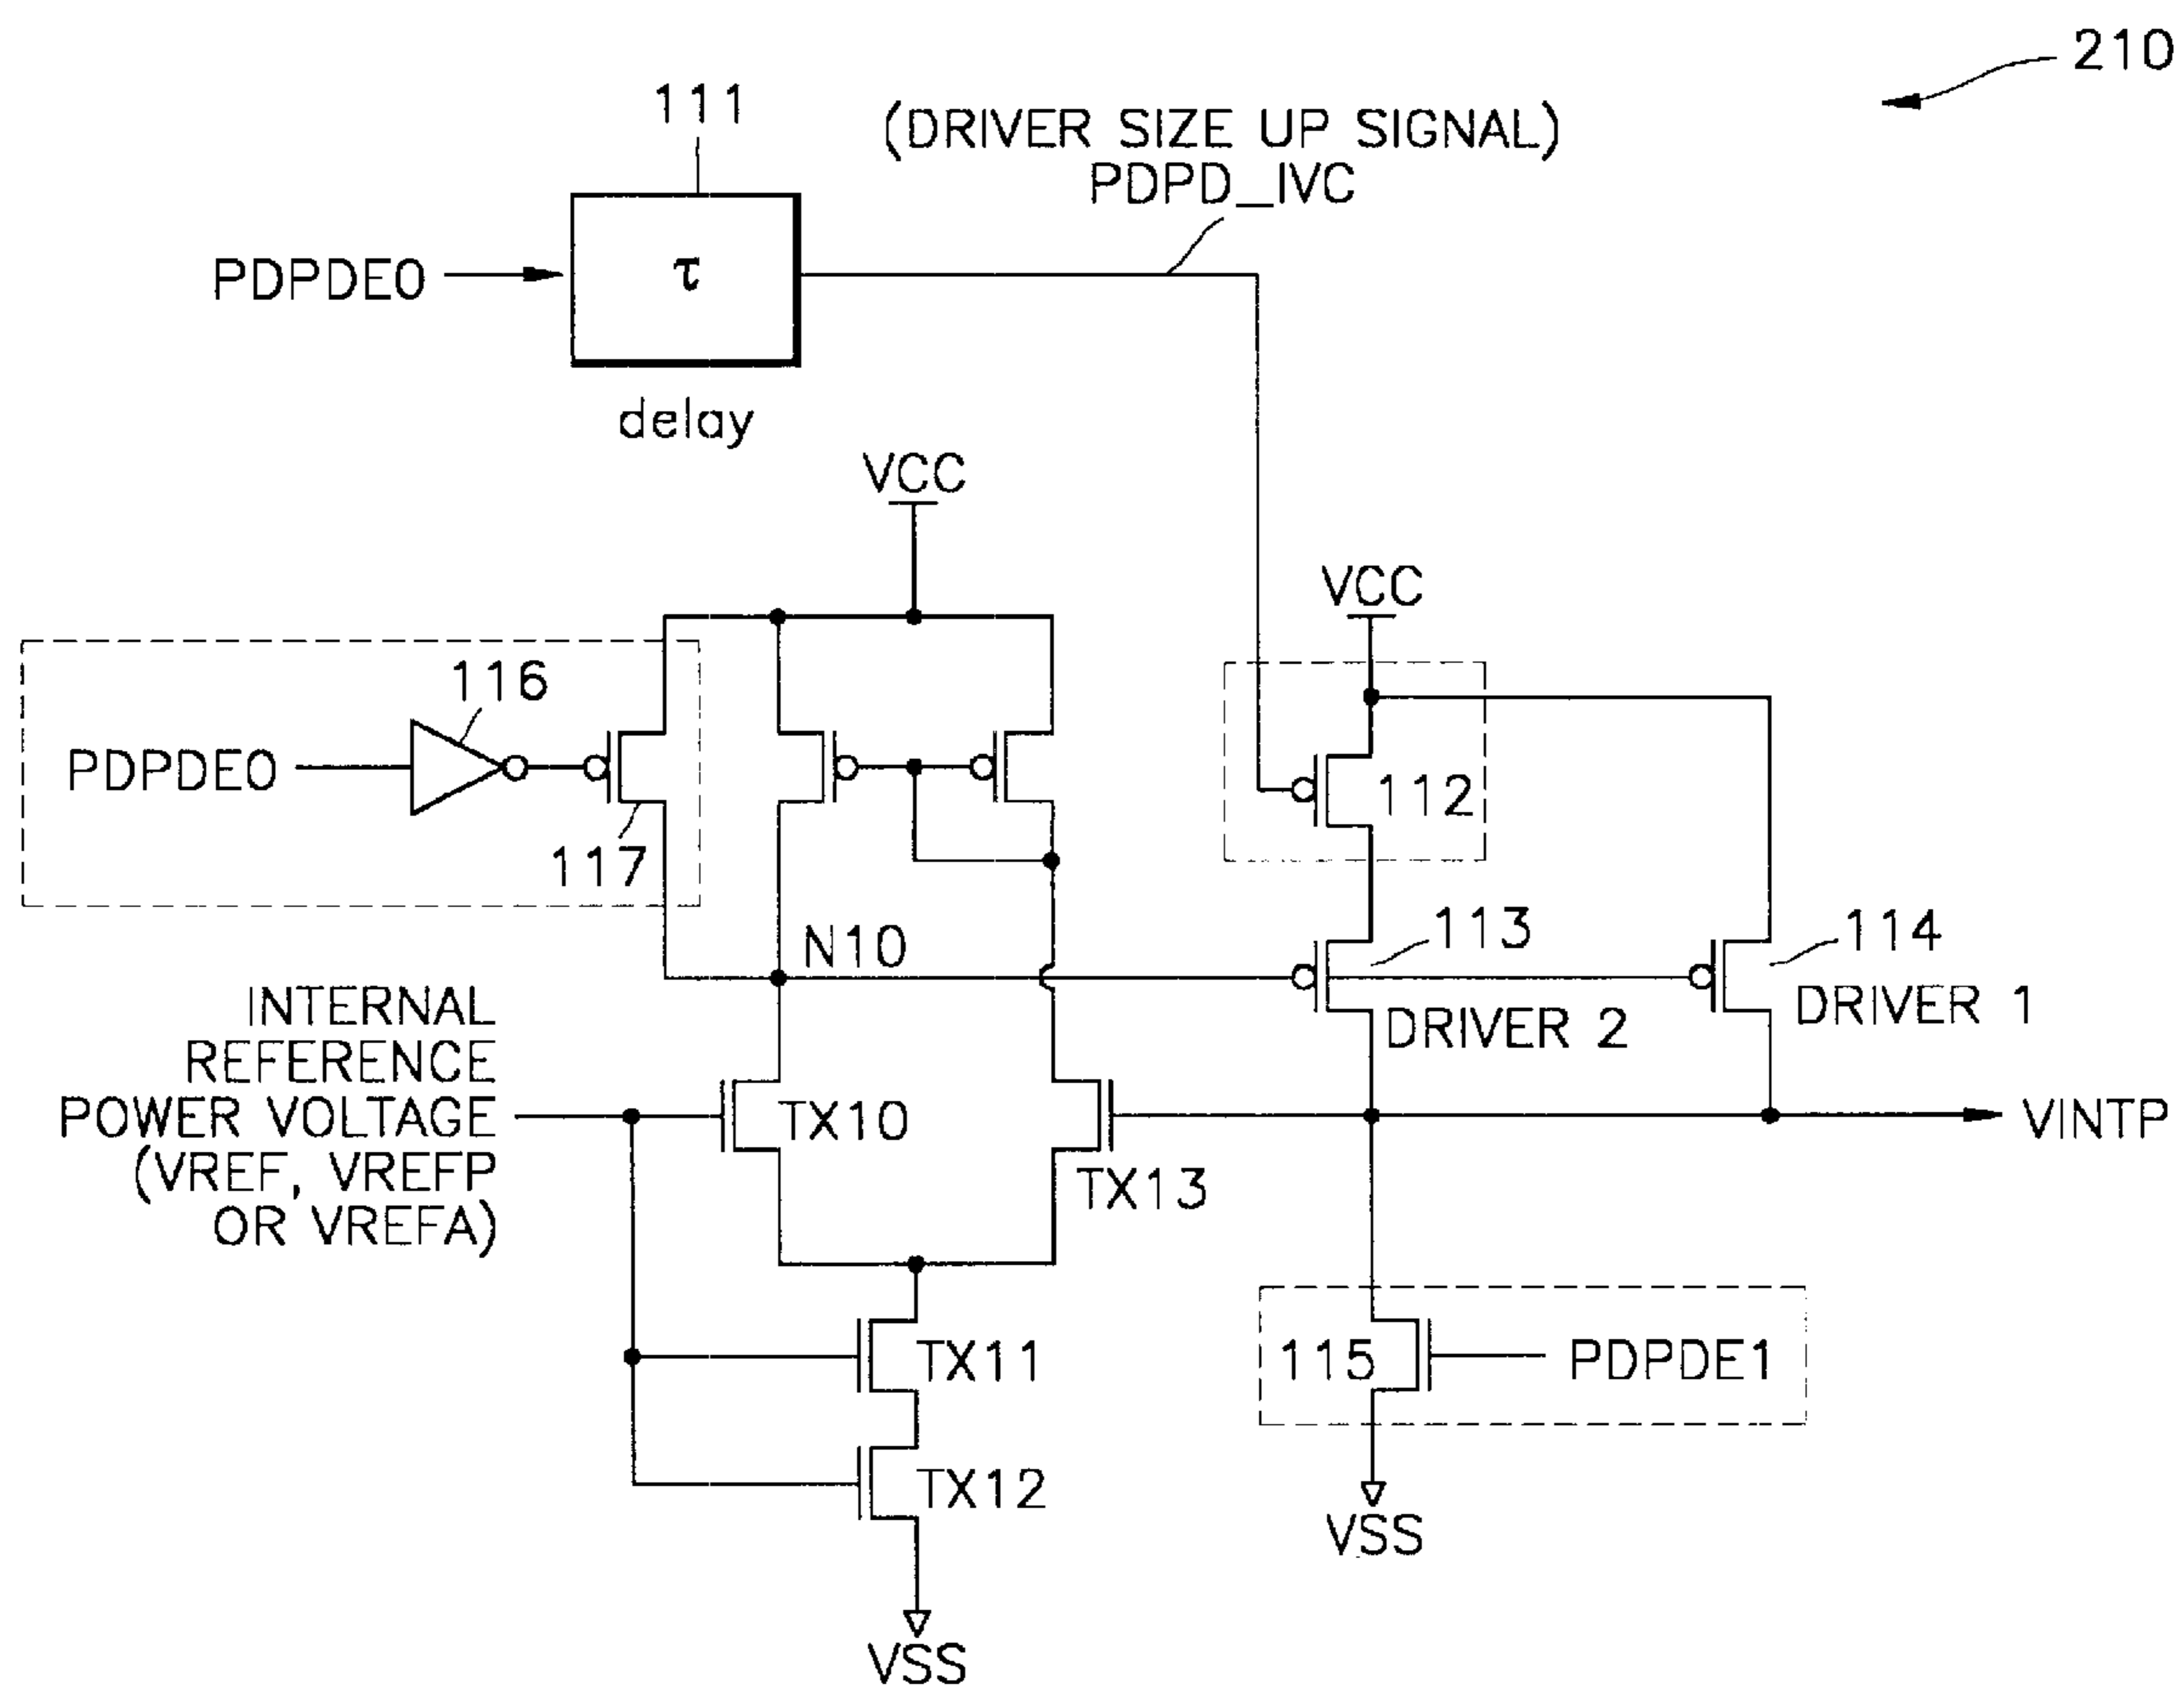 210
111
(DRIVER SIZE UP SIGNAL)
PDPD_IVC
PDPDE0
τ
delay
VCC
VCC
116
PDPDE0
112
117
N10
113
114
INTERNAL
REFERENCE
POWER VOLTAGE
(VREF, VREFP
OR VREFA)
DRIVER 2
DRIVER 1
TX10
TX13
VINTP
TX11
115
PDPDE1
TX12
VSS
VSS